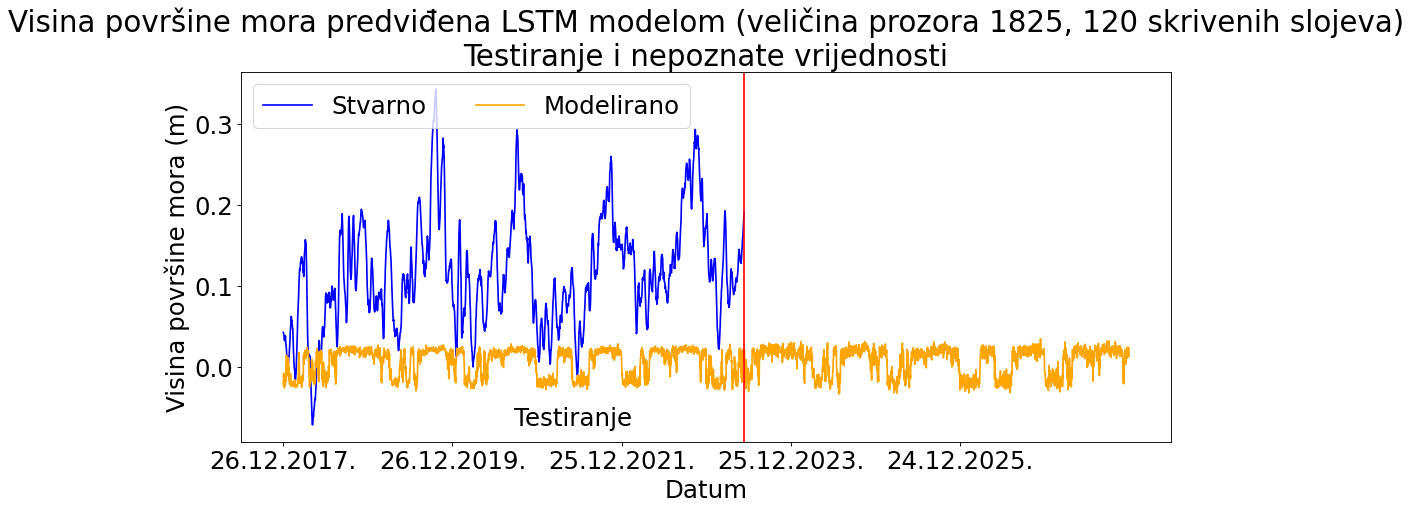 Visina površine mora predviđena LSTM modelom (veličina prozora 1825, 120 skrivenih slojeva)
Testiranje i nepoznate vrijednosti
Stvarno
Modelirano
Visina površine mora (m)
0.3
0.2
0.1
0.0
Testiranje
26.12.2017.
26.12.2019.
25.12.2021.
25.12.2023.
24.12.2025.
Datum